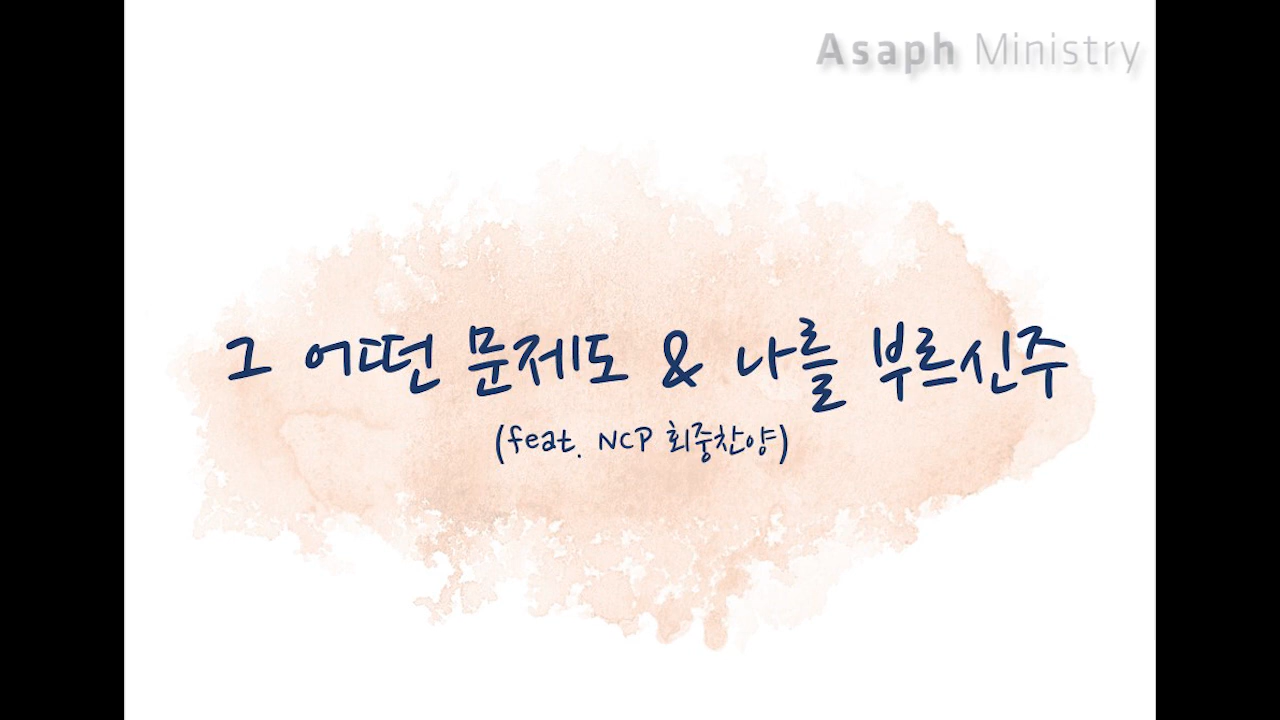 Asaph Ministry
그 어떤 문제도 & 나를 부르신주
(feat. NCP 회중찬양)